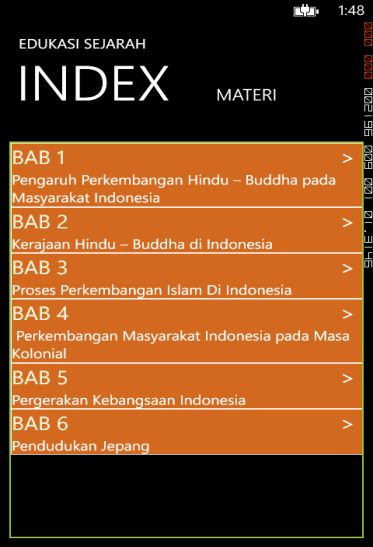 1:48
EDUKASI SEJARAH
INDEX MATERI
BAB 1 >
Pengaruh Perkembangan Hindu – Buddha pada
Masyarakat Indonesia
BAB 2 >
Kerajaan Hindu – Buddha di Indonesia
BAB 3 >
Proses Perkembangan Islam Di Indonesia
BAB 4 >
Perkembangan Masyarakat Indonesia pada Masa
Kolonial
BAB 5 >
Pergerakan Kebangsaan Indonesia
BAB 6 >
Pendudukan Jepang